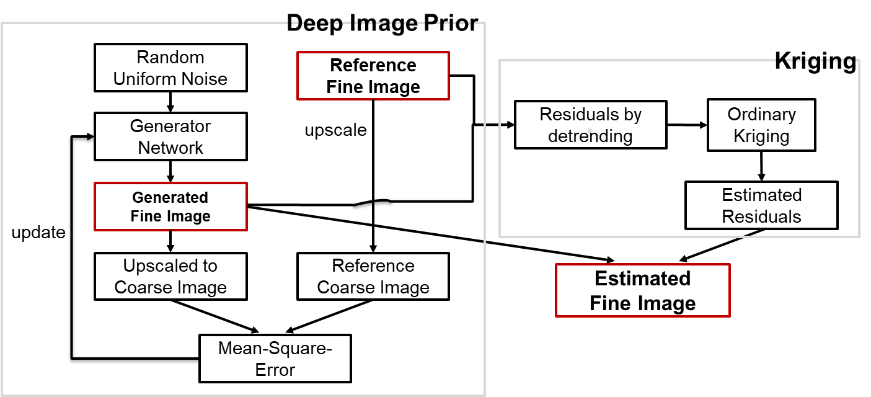 Deep Image Prior
Random
Uniform Noise
Reference
Fine Image
Kriging
Generator
Network
upscale
Residuals by
detrending
Ordinary
Kriging
Generated
Fine Image
Estimated
Residuals
update
Upscaled to
Coarse Image
Reference
Coarse Image
Estimated
Fine Image
Mean-Square-
Error